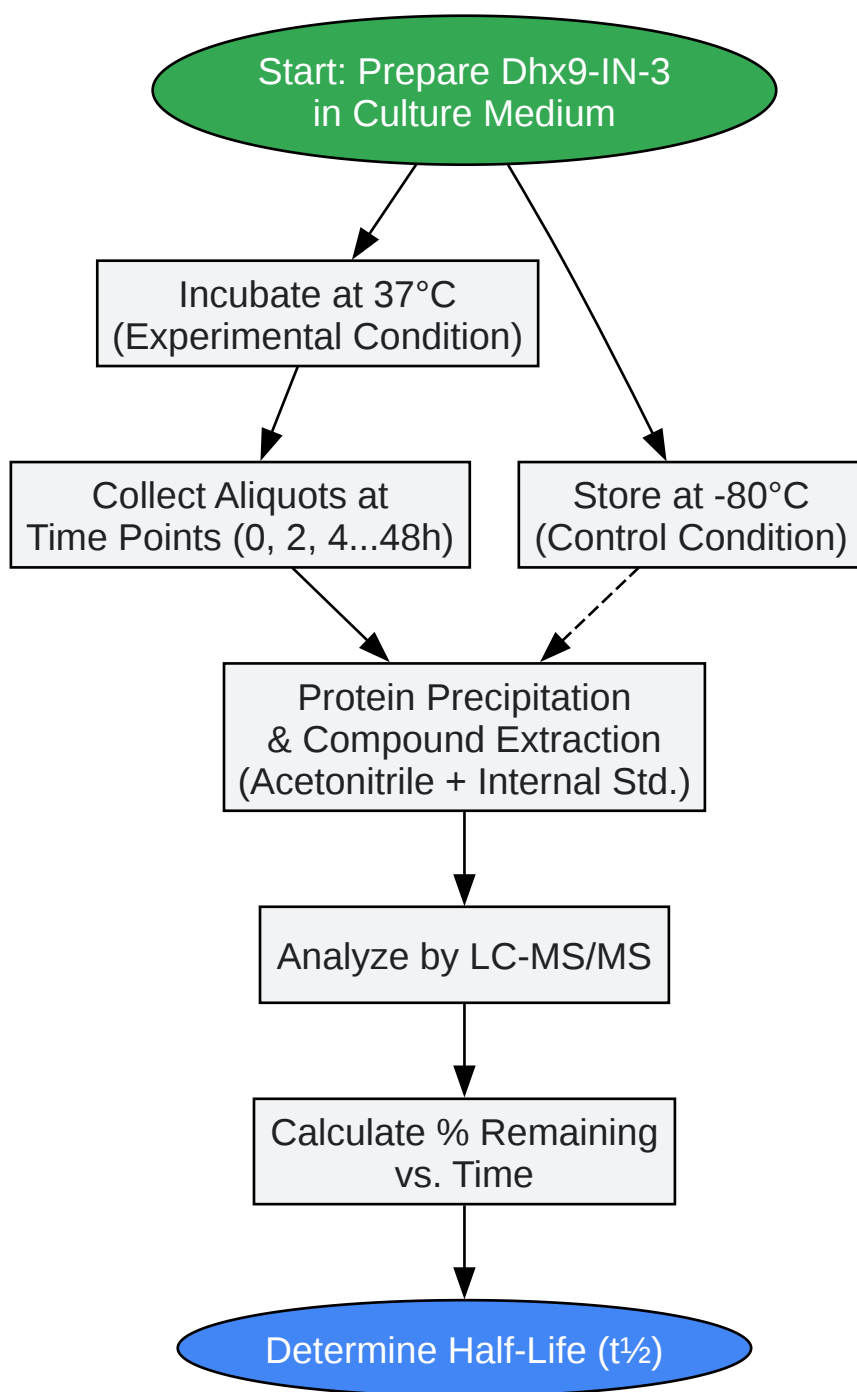 Start: Prepare Dhx9-IN-3
in Culture Medium
Incubate at 37°C
(Experimental Condition)
Collect Aliquots at
Time Points (0, 2, 4...48h)
Store at -80°C
(Control Condition)
Protein Precipitation
& Compound Extraction
(Acetonitrile + Internal Std.)
Analyze by LC-MS/MS
Calculate % Remaining
vs. Time
Determine Half-Life (t½)